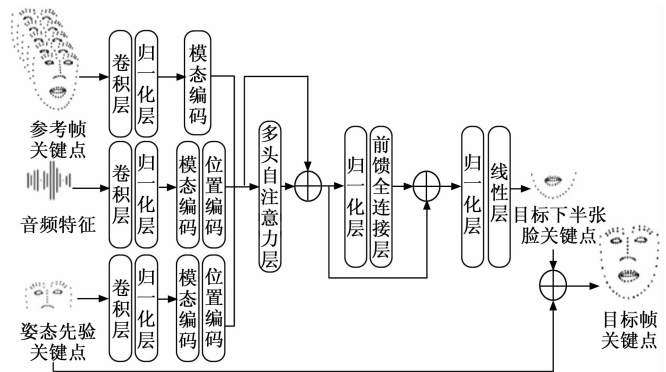 参考帧
关键点
卷积层
归一化层
模态编码
音频特征
卷积层
归一化层
模态编码
位置编码
姿态先验
关键点
卷积层
归一化层
模态编码
位置编码
多头自注意力层
归一化层
前馈全连接层
归一化层
线性层
目标下半张
脸关键点
目标帧
关键点